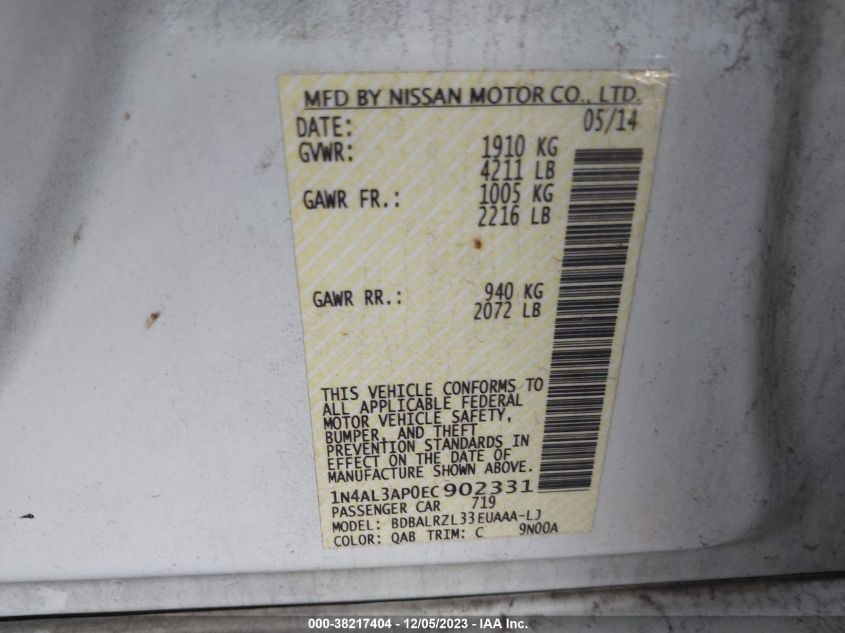 MFD BY NISSAN MOTOR CO., LTD.
DATE: 05/14
GVWR: 1910 KG
4211 LB
GAWR FR.: 1005 KG
2216 LB
GAWR RR.: 940 KG
2072 LB
THIS VEHICLE CONFORMS TO
ALL APPLICABLE FEDERAL
MOTOR VEHICLE SAFETY,
BUMPER, AND THEFT
PREVENTION STANDARDS IN
EFFECT ON THE DATE OF
MANUFACTURE SHOWN ABOVE.
1N4AL3AP0EC902331
PASSENGER CAR 719
MODEL: BDBALRZL33EUAAA-LJ
COLOR: QAB TRIM: C 9N00A
000-38217404 - 12/05/2023 - IAA Inc.